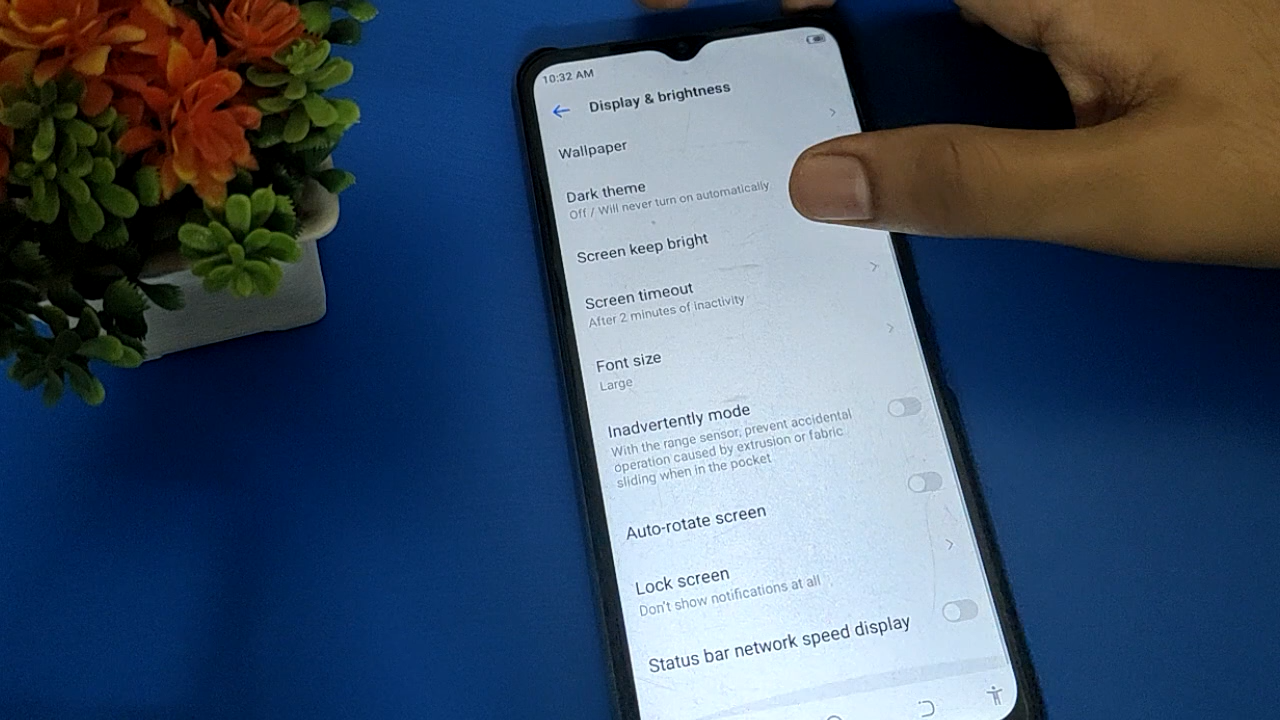 10:32 AM
Display & brightness
Wallpaper
Dark theme
Off / Will never turn on automatically
Screen keep bright
Screen timeout
After 2 minutes of inactivity
Font size
Large
Inadvertently mode
With the range sensor, prevent accidental
operation caused by extrusion or fabric
sliding when in the pocket
Auto-rotate screen
Lock screen
Don't show notifications at all
Status bar network speed display